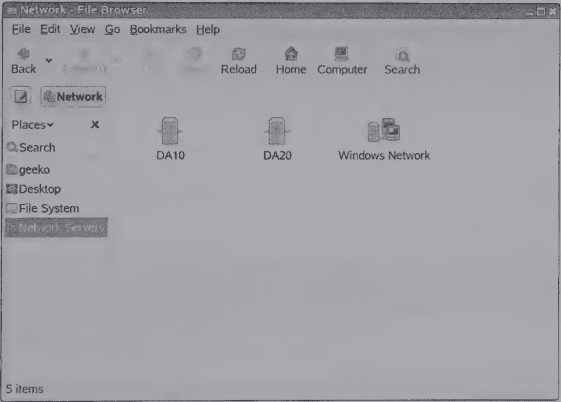 Network - File Browser
File Edit View Go Bookmarks Help
Back Reload Home Computer Search
Network
Places
Search
geeko
Desktop
File System
Network Servers
DA10 DA20 Windows Network
5 items